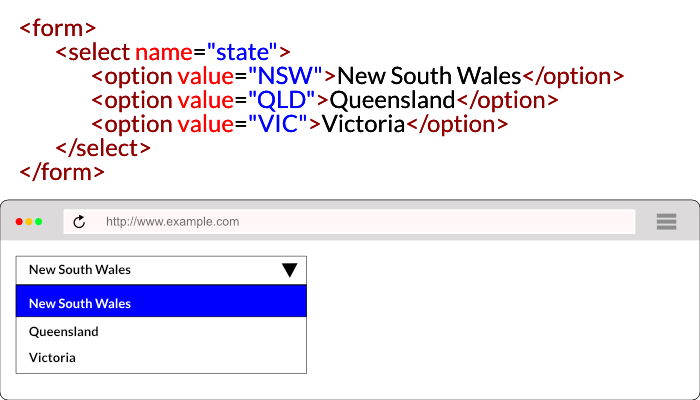 <form>
<select name="state">
<option value="NSW">New South Wales</option>
<option value="QLD">Queensland</option>
<option value="VIC">Victoria</option>
</select>
</form>
http://www.example.com
New South Wales
New South Wales
Queensland
Victoria